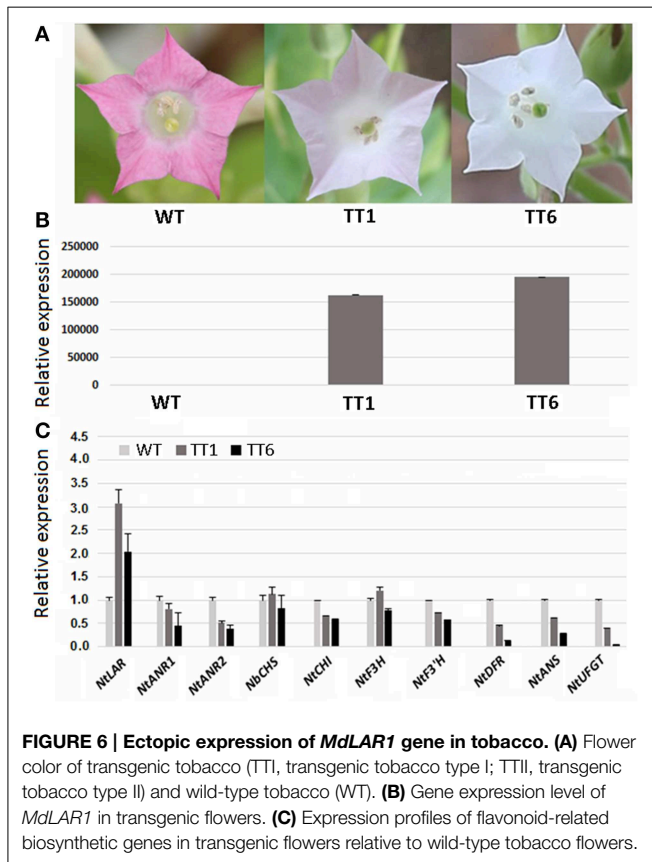 A
WT TT1 TT6
B
Relative expression
250000
200000
150000
100000
50000
0
WT TT1 TT6
C
Relative expression
4.5
4.0
3.5
3.0
2.5
2.0
1.5
1.0
0.5
0.0
WT TT1 TT6
NtLAR NtANR1 NtANR2 NbCHS NtCHI NtF3H NtF3'H NtDFR NtANS NtUFGT
FIGURE 6 | Ectopic expression of MdLAR1 gene in tobacco. (A) Flower
color of transgenic tobacco (TTI, transgenic tobacco type I; TTII, transgenic
tobacco type II) and wild-type tobacco (WT). (B) Gene expression level of
MdLAR1 in transgenic flowers. (C) Expression profiles of flavonoid-related
biosynthetic genes in transgenic flowers relative to wild-type tobacco flowers.